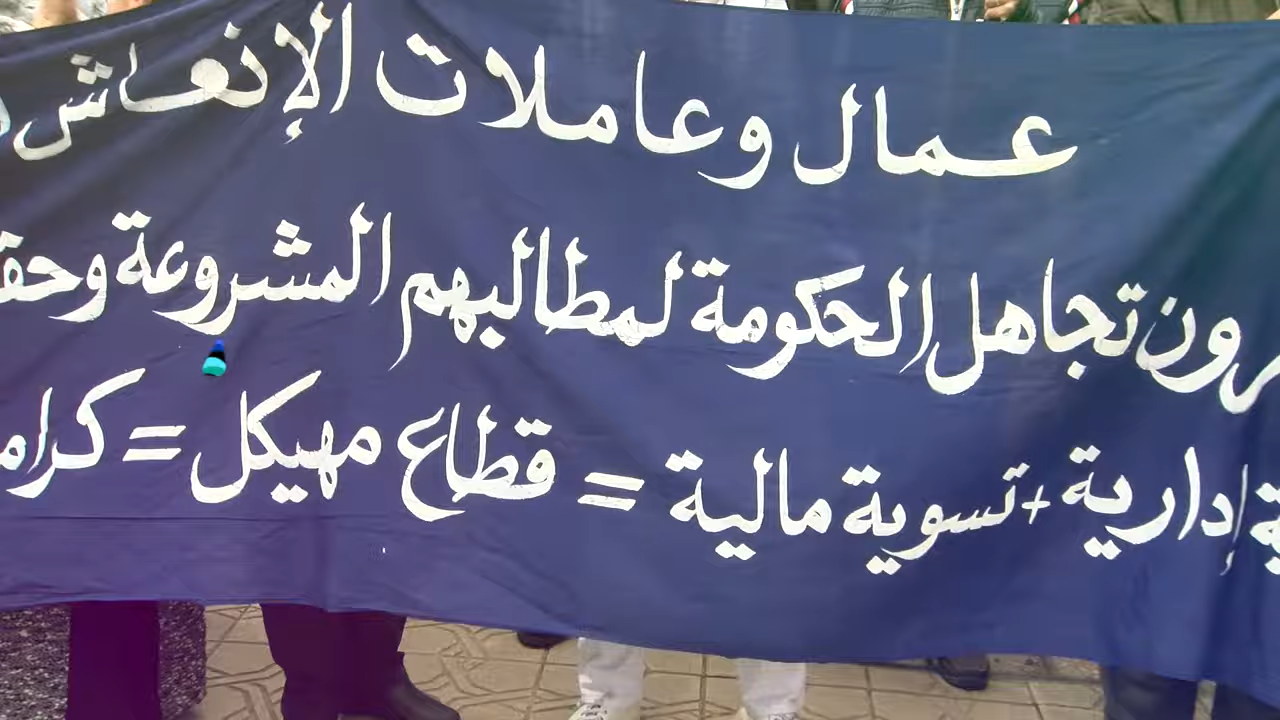 عمال وعاملات الإنعاش
تجاهل الحكومة لمطالبهم المشروعة
إدارية + تسوية مالية = قطاع مهيكل =